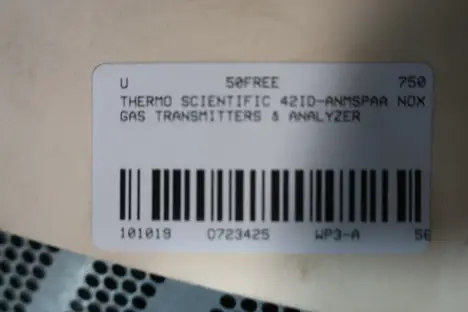 U 50FREE 750
THERMO SCIENTIFIC 42ID-ANMSPAA NOX
GAS TRANSMITTERS & ANALYZER
101019 0723425 WP3-A 56